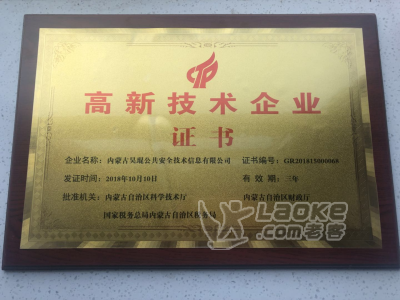 高新技术企业
证书
企业名称：内蒙古昊晟公共安全技术信息有限公司 证书编号：GR201815000068
发证时间：2018年10月10日 有效期：三年
批准机关：内蒙古自治区科学技术厅 内蒙古自治区财政厅
国家税务总局内蒙古自治区税务局
LAOKE
.com老客